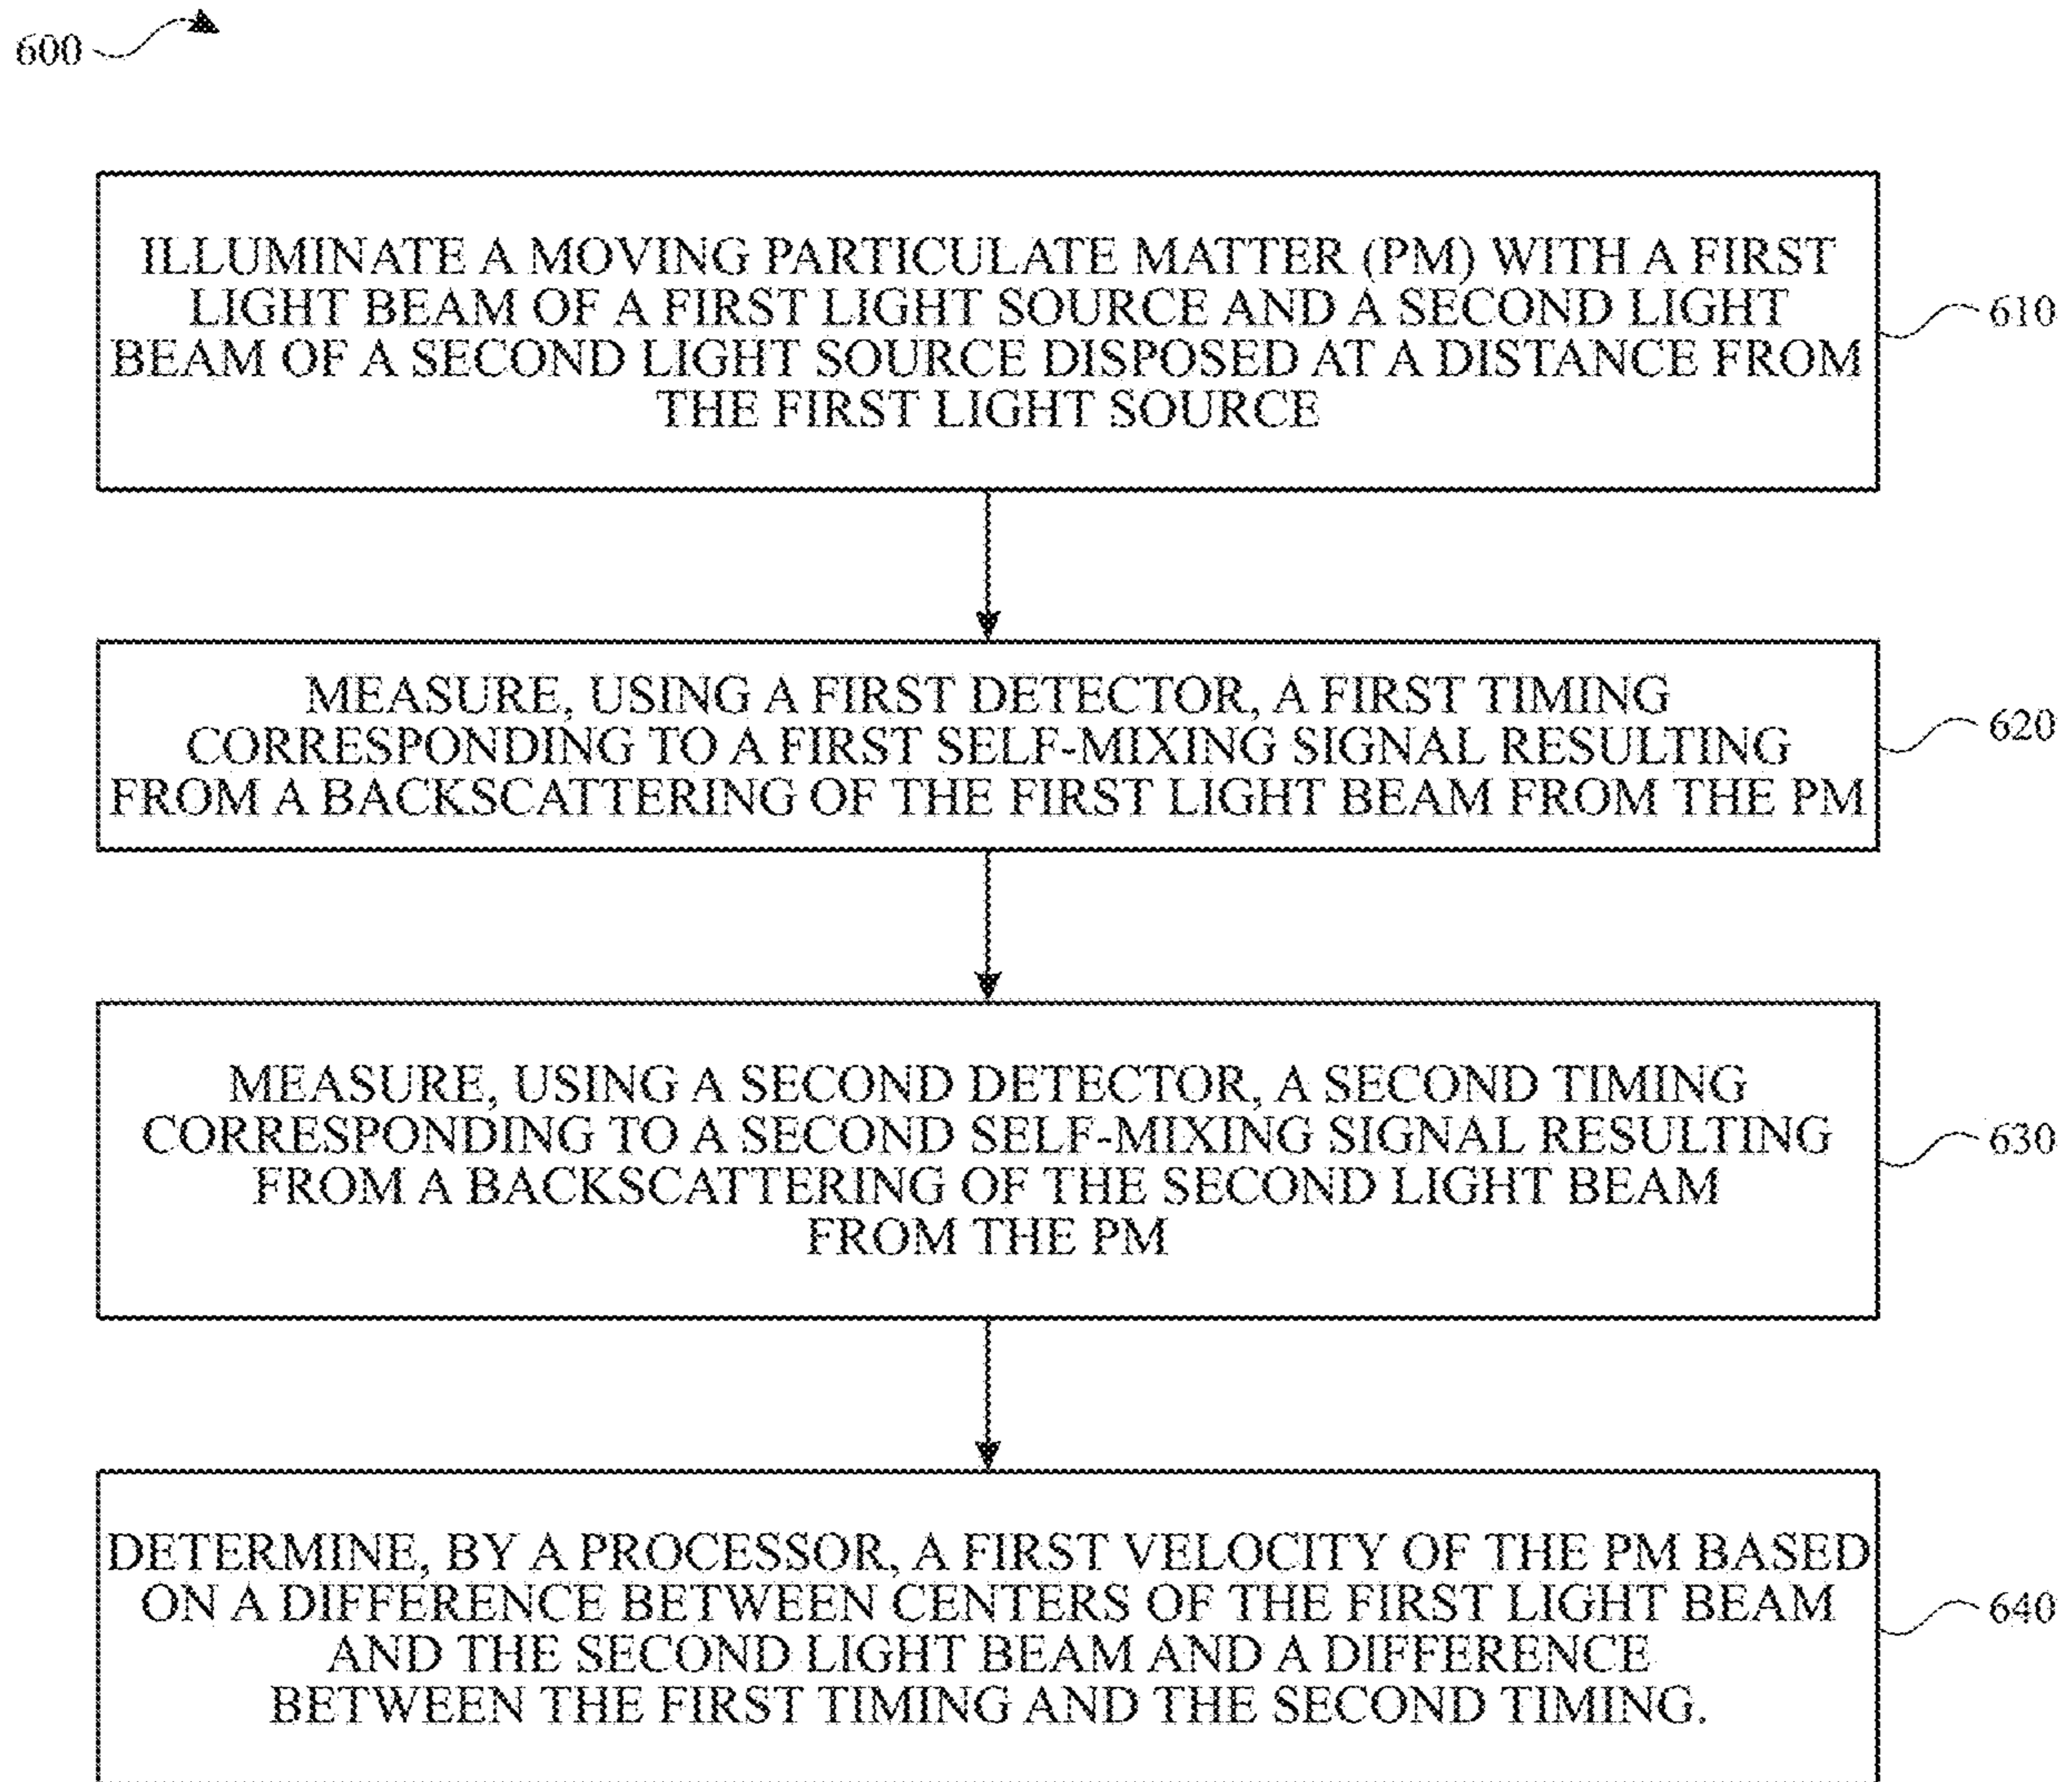 600
ILLUMINATE A MOVING PARTICULATE MATTER (PM) WITH A FIRST
LIGHT BEAM OF A FIRST LIGHT SOURCE AND A SECOND LIGHT
BEAM OF A SECOND LIGHT SOURCE DISPOSED AT A DISTANCE FROM
THE FIRST LIGHT SOURCE
610
MEASURE, USING A FIRST DETECTOR, A FIRST TIMING
CORRESPONDING TO A FIRST SELF-MIXING SIGNAL RESULTING
FROM A BACKSCATTERING OF THE FIRST LIGHT BEAM FROM THE PM
620
MEASURE, USING A SECOND DETECTOR, A SECOND TIMING
CORRESPONDING TO A SECOND SELF-MIXING SIGNAL RESULTING
FROM A BACKSCATTERING OF THE SECOND LIGHT BEAM
FROM THE PM
630
DETERMINE, BY A PROCESSOR, A FIRST VELOCITY OF THE PM BASED
ON A DIFFERENCE BETWEEN CENTERS OF THE FIRST LIGHT BEAM
AND THE SECOND LIGHT BEAM AND A DIFFERENCE
BETWEEN THE FIRST TIMING AND THE SECOND TIMING.
640